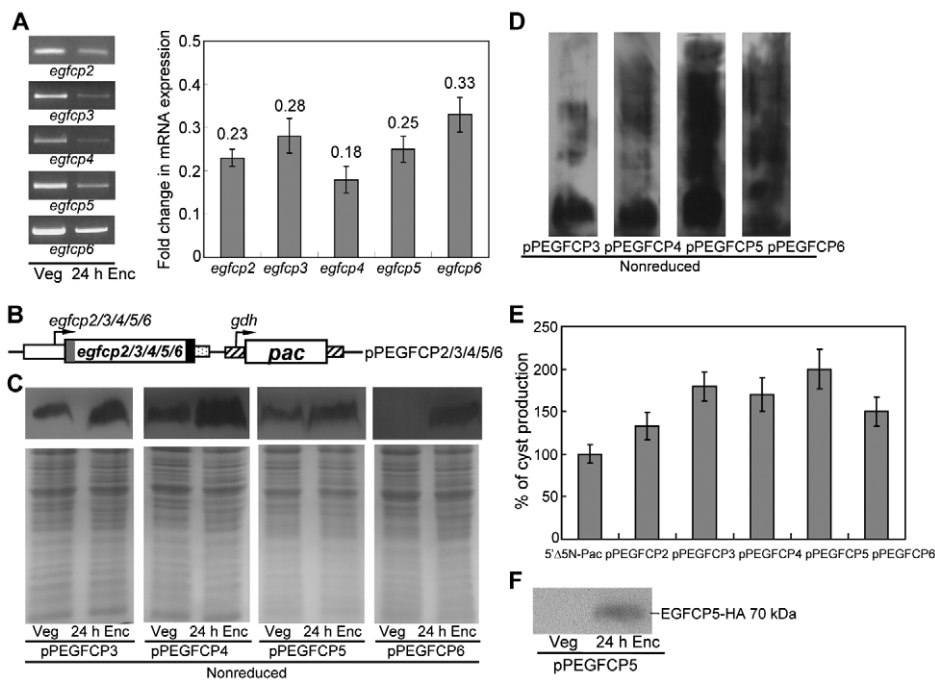 A
egfcp2
egfcp3
egfcp4
egfcp5
egfcp6
Veg 24 h Enc
Fold change in mRNA expression
0.5
0.4
0.3
0.2
0.1
0
0.23
0.28
0.18
0.25
0.33
egfcp2 egfcp3 egfcp4 egfcp5 egfcp6
B
egfcp2/3/4/5/6
gdh
egfcp2/3/4/5/6
pac
pPEGFCP2/3/4/5/6
C
Veg 24 h Enc Veg 24 h Enc Veg 24 h Enc Veg 24 h Enc
pPEGFCP3 pPEGFCP4 pPEGFCP5 pPEGFCP6
Nonreduced
D
pPEGFCP3 pPEGFCP4 pPEGFCP5 pPEGFCP6
Nonreduced
E
% of cyst production
250
200
150
100
50
0
5'Δ5N-Pac pPEGFCP2 pPEGFCP3 pPEGFCP4 pPEGFCP5 pPEGFCP6
F
EGFCP5-HA 70 kDa
Veg 24 h Enc
pPEGFCP5